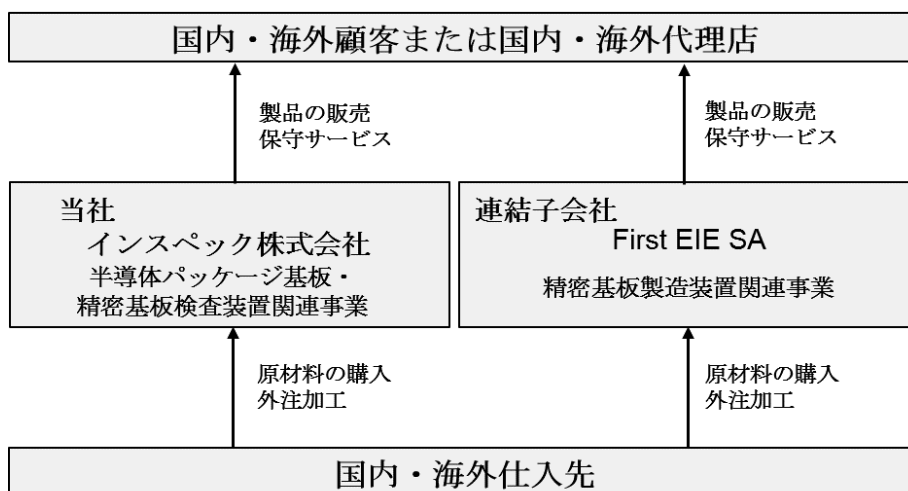 国内・海外顧客または国内・海外代理店
製品の販売
保守サービス
製品の販売
保守サービス
当社
インスペック株式会社
半導体パッケージ基板・
精密基板検査装置関連事業
連結子会社
First EIE SA
精密基板製造装置関連事業
原材料の購入
外注加工
原材料の購入
外注加工
国内・海外仕入先